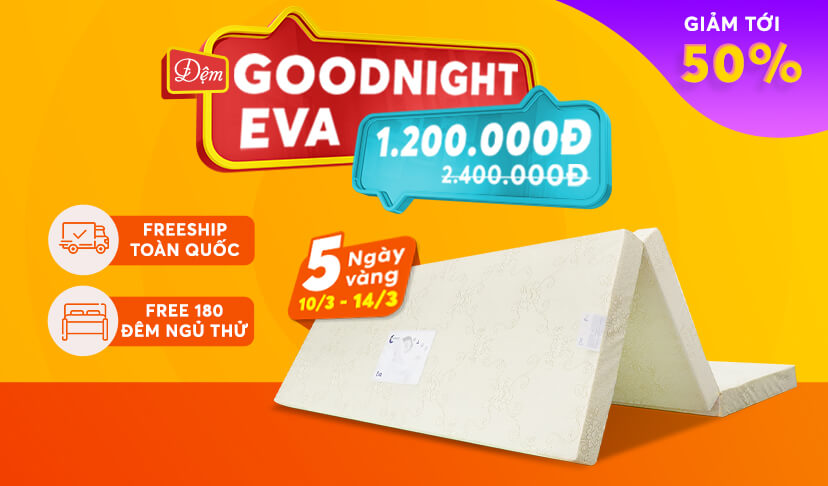 GIẢM TỚI
50%
Đệm
GOODNIGHT
EVA
1.200.000Đ
2.400.000Đ
FREESHIP
TOÀN QUỐC
5 Ngày
vàng
10/3 - 14/3
FREE 180
ĐÊM NGỦ THỬ
Eva